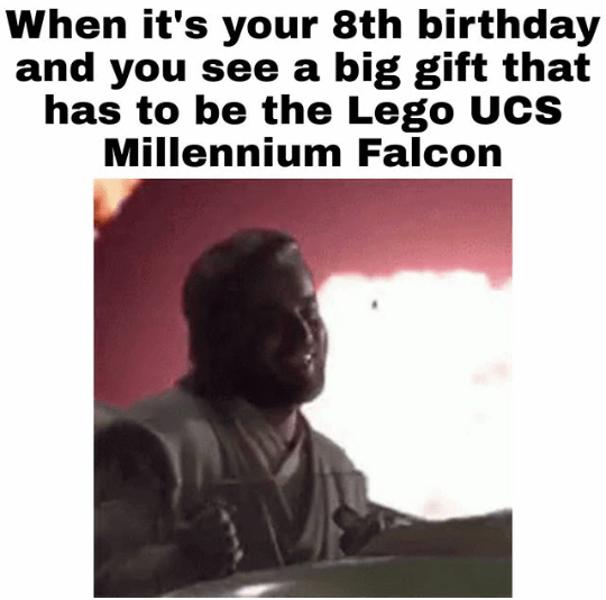 When it's your 8th birthday
and you see a big gift that
has to be the Lego UCS
Millennium Falcon